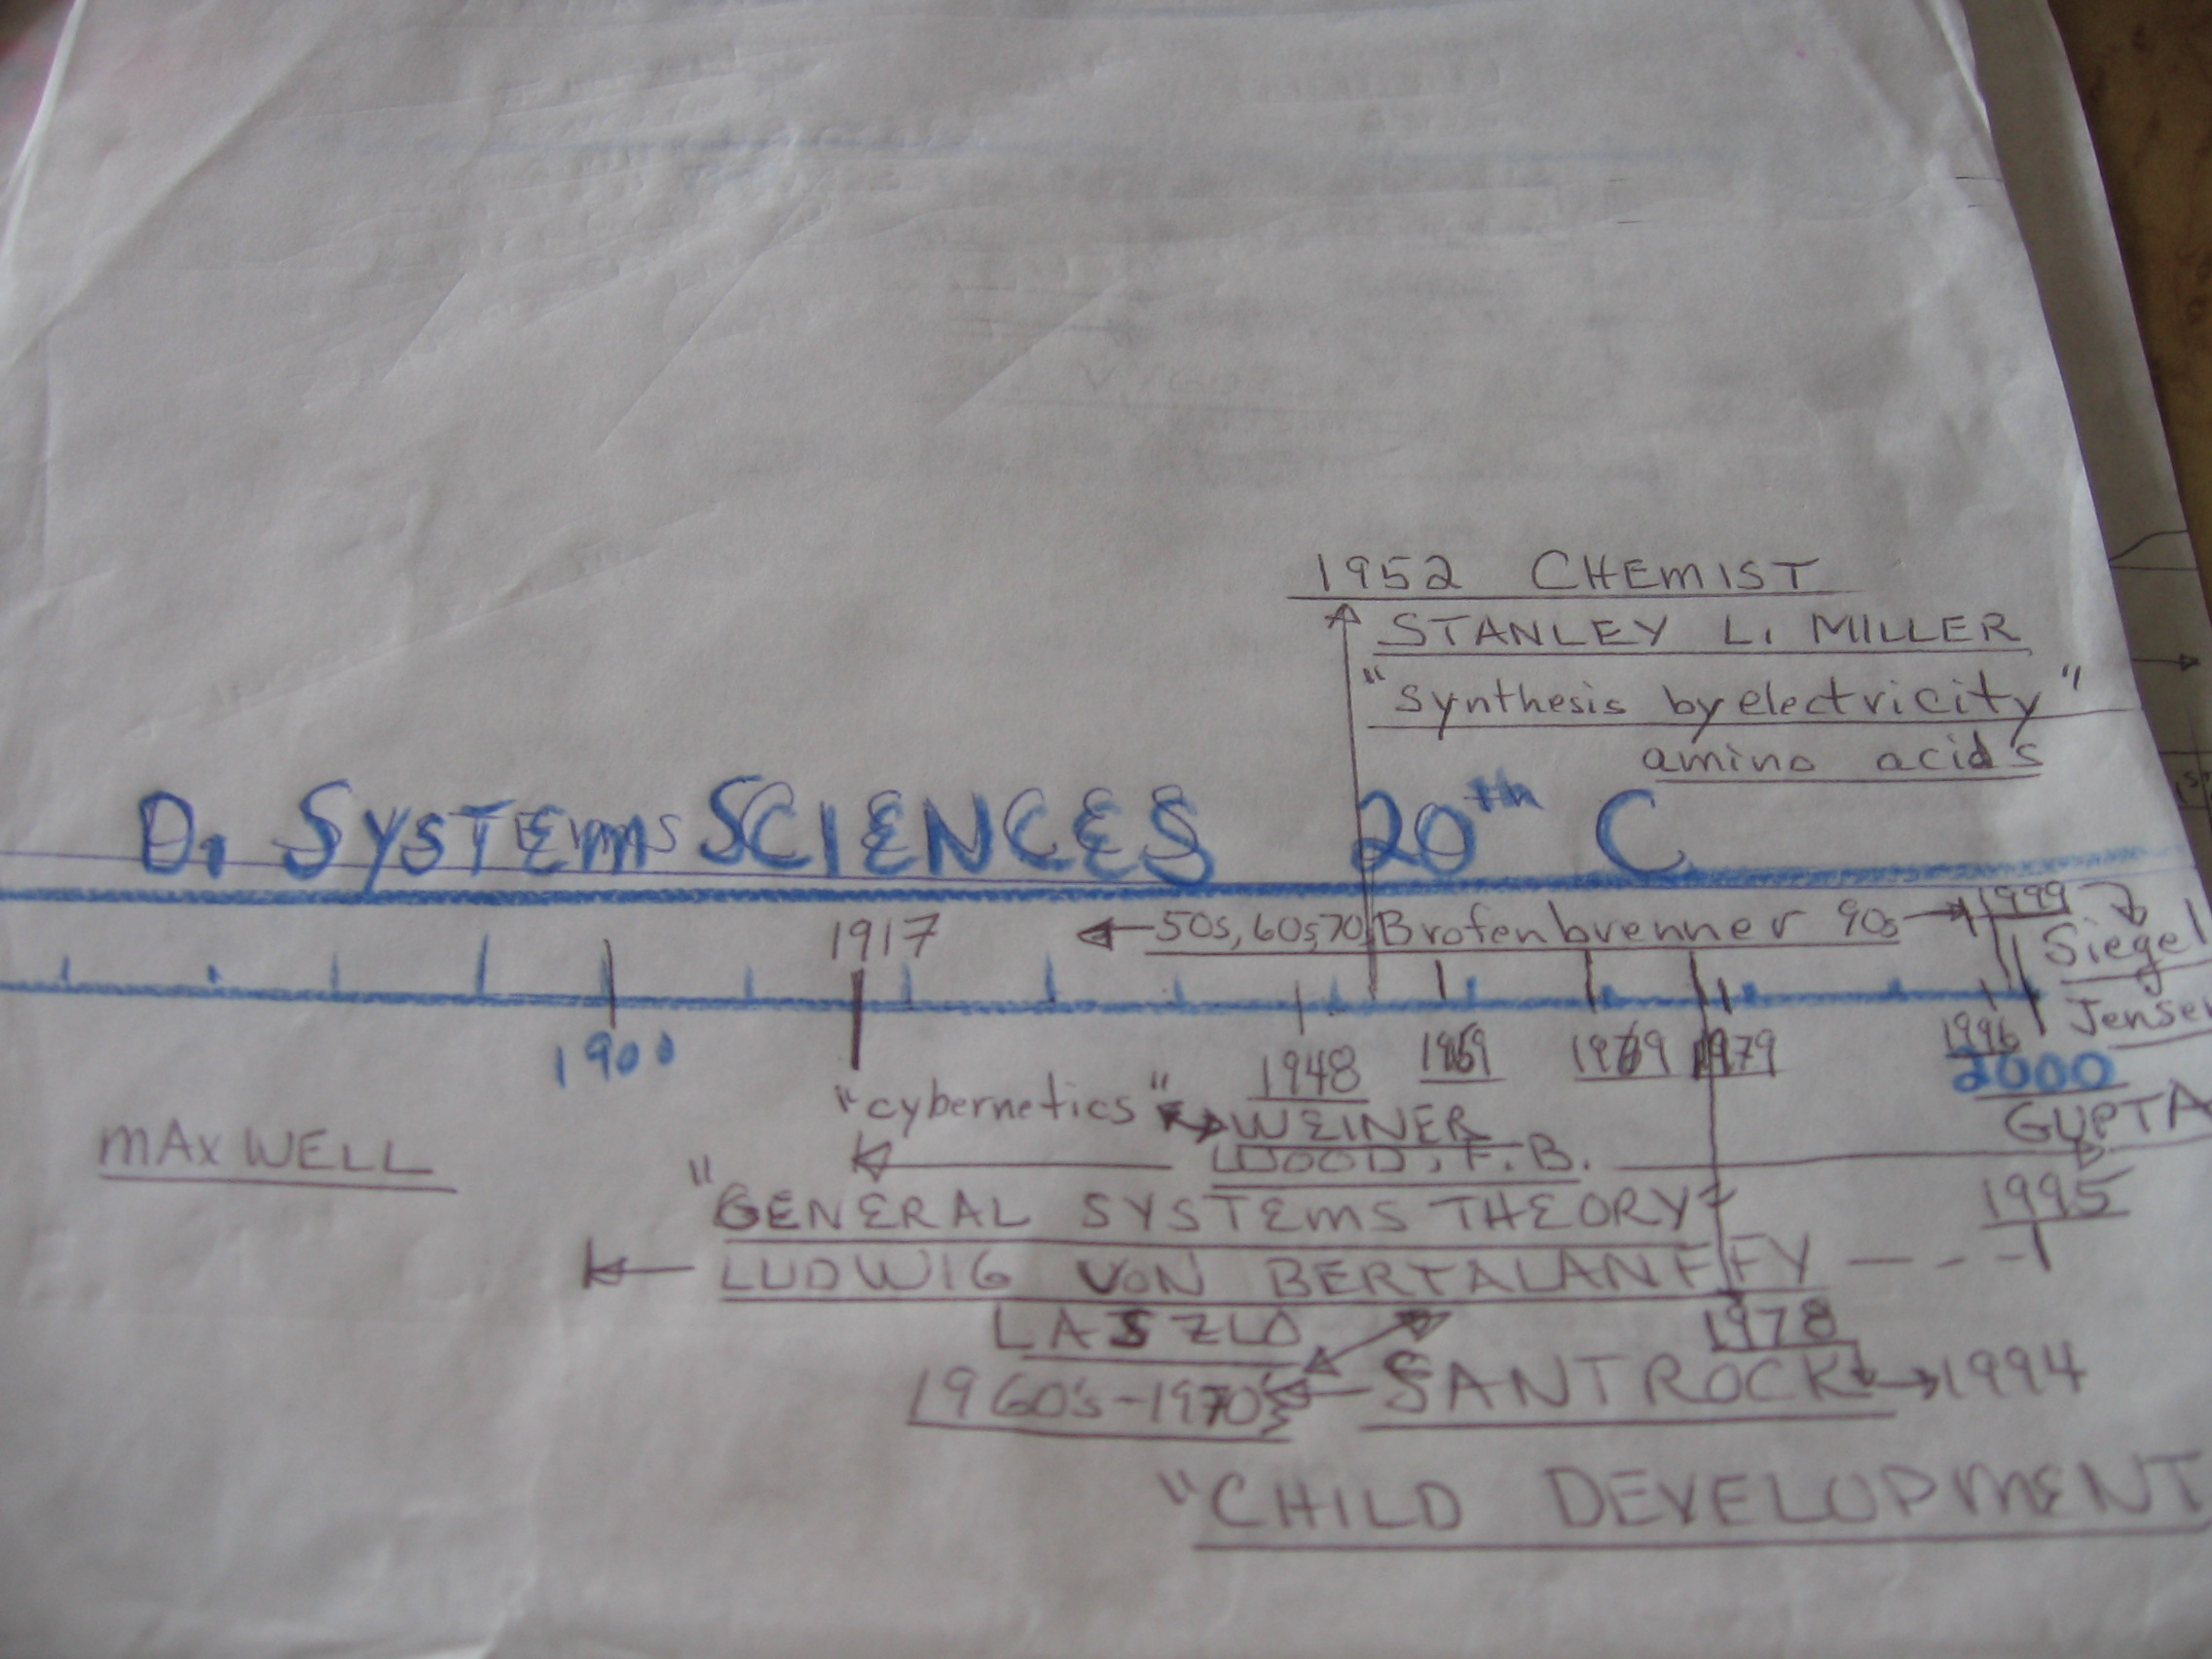 1952 CHEMIST
STANLEY L. MILLER
"synthesis by electricity"
amino acids
D. SYSTEMS SCIENCES 20th C
1917
50s, 60s, 70s Brofenbrenner 90s
1999
Siegel
Jensen
1900
1948
1979
1996
2000
"cybernetics"
WEINER
GUPTA
MAXWELL
WOOD, F. B.
"GENERAL SYSTEMS THEORY"
1995
LUDWIG VON BERTALANFFY
LASZLO
1978
1960's-1970's
SANTROCK
1994
"CHILD DEVELOPMENT